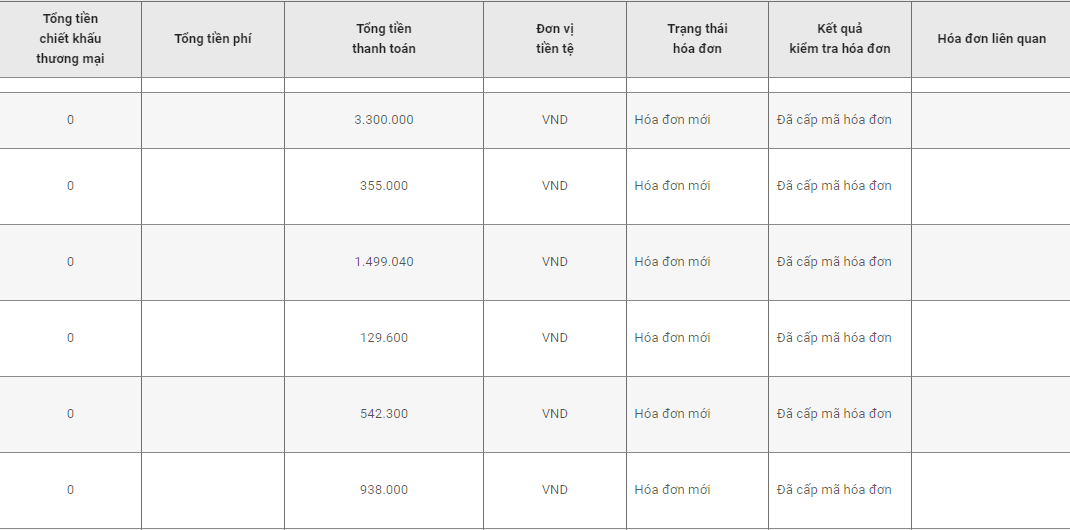 Tổng tiền
chiết khấu
thương mại
Tổng tiền phí
Tổng tiền
thanh toán
Đơn vị
tiền tệ
Trạng thái
hóa đơn
Kết quả
kiểm tra hóa đơn
Hóa đơn liên quan
0 3.300.000 VND Hóa đơn mới Đã cấp mã hóa đơn
0 355.000 VND Hóa đơn mới Đã cấp mã hóa đơn
0 1.499.040 VND Hóa đơn mới Đã cấp mã hóa đơn
0 129.600 VND Hóa đơn mới Đã cấp mã hóa đơn
0 542.300 VND Hóa đơn mới Đã cấp mã hóa đơn
0 938.000 VND Hóa đơn mới Đã cấp mã hóa đơn